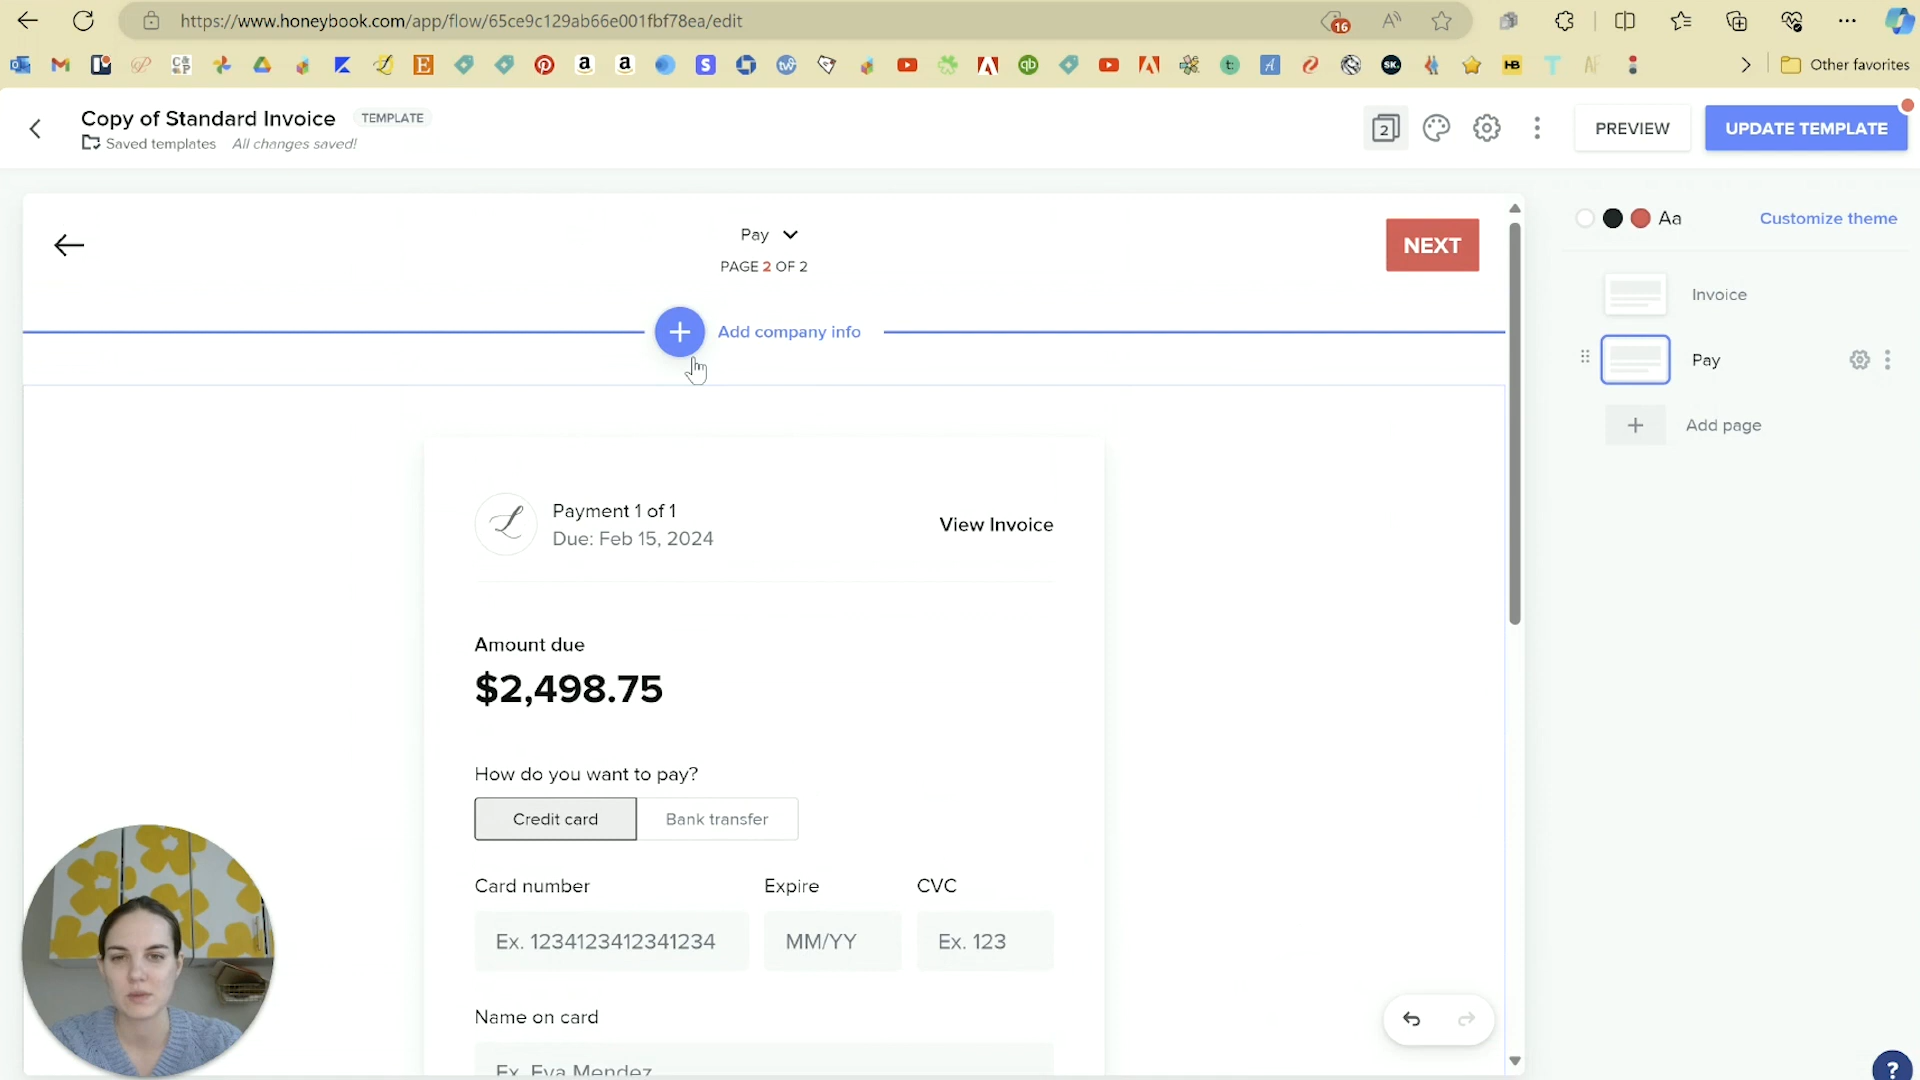 https://www.honeybook.com/app/flow/65ce9c129ab66e001fbf78ea/edit
16
Other favorites
Copy of Standard Invoice
TEMPLATE
Saved templates
All changes saved!
2
PREVIEW
UPDATE TEMPLATE
Pay
PAGE 2 OF 2
NEXT
Aa
Customize theme
Add company info
Invoice
Pay
Add page
Payment 1 of 1
Due: Feb 15, 2024
View Invoice
Amount due
$2,498.75
How do you want to pay?
Credit card
Bank transfer
Card number
Expire
CVC
Ex. 1234123412341234
MM/YY
Ex. 123
Name on card
Ex. Eva Mendez
?